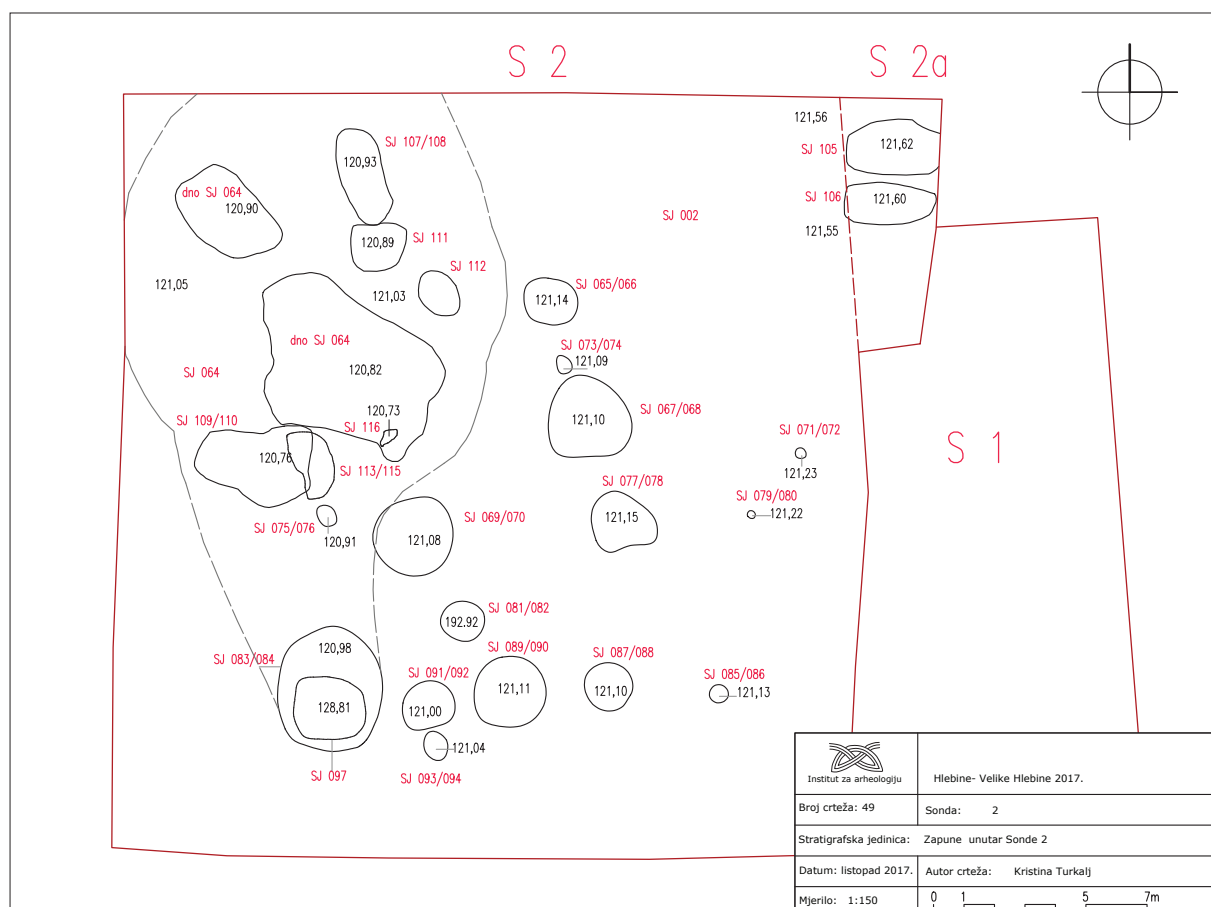 S 2
S 2a
121,56
SJ 107/108
SJ 105
121,62
120,93
dno SJ 064
120,90
SJ 106
121,60
SJ 002
121,55
120,89
SJ 111
SJ 112
121,05
121,03
SJ 065/066
121,14
dno SJ 064
SJ 073/074
121,09
120,82
SJ 064
120,73
SJ 067/068
121,10
SJ 109/110
SJ 116
SJ 071/072
S 1
120,76
SJ 113/115
121,23
SJ 077/078
SJ 079/080
121,22
121,15
SJ 069/070
SJ 075/076
120,91
121,08
SJ 081/082
192.92
SJ 089/090
SJ 087/088
120,98
SJ 083/084
SJ 091/092
SJ 085/086
121,13
121,11
121,10
128,81
121,00
121,04
SJ 097
SJ 093/094
Institut za arheologiju
Hlebine- Velike Hlebine 2017.
Broj crteža: 49
Sonda: 2
Stratigrafska jedinica: Zapune unutar Sonde 2
Datum: listopad 2017.
Autor crteža: Kristina Turkalj
Mjerilo: 1:150
0 1 5 7m